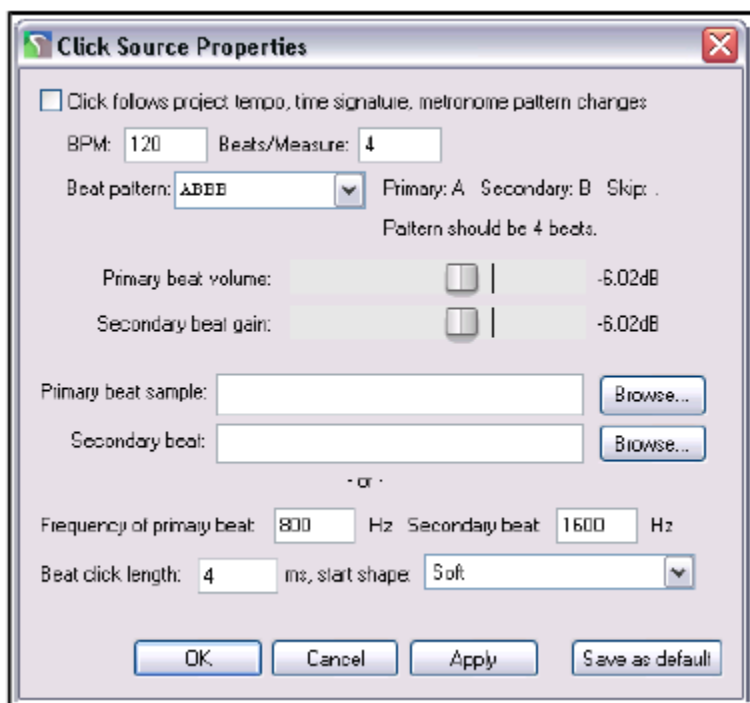 Click Source Properties
Click follows project tempo, time signature, metronome pattern changes
BPM: 120 Beats/Measure: 4
Beat pattern: ABBB Primary: A Secondary: B Skip: .
Pattern should be 4 beats.
Primary beat volume: -6.02dB
Secondary beat gain: -6.02dB
Primary beat sample: Browse...
Secondary beat: Browse...
- or -
Frequency of primary beat: 800 Hz Secondary beat: 1600 Hz
Beat click length: 4 ms, start shape: Soft
OK Cancel Apply Save as default